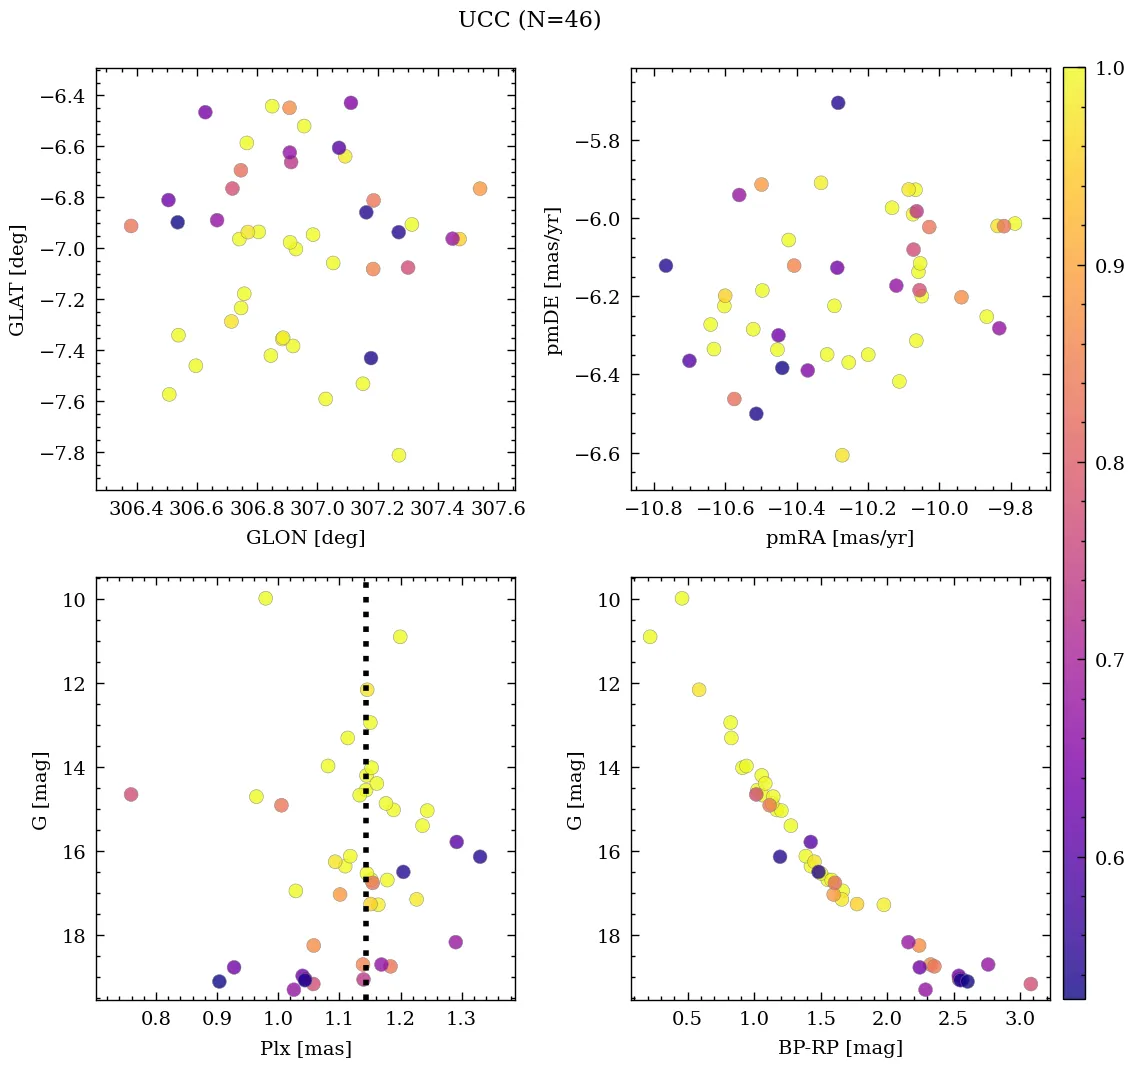 UCC (N=46)
−6.4
−6.6
−6.8
−7.0
−7.2
−7.4
−7.6
−7.8
GLAT [deg]
306.4 306.6 306.8 307.0 307.2 307.4 307.6
GLON [deg]
−5.8
−6.0
−6.2
−6.4
−6.6
pmDE [mas/yr]
−10.8 −10.6 −10.4 −10.2 −10.0 −9.8
pmRA [mas/yr]
10
12
14
16
18
G [mag]
0.8 0.9 1.0 1.1 1.2 1.3
Plx [mas]
10
12
14
16
18
G [mag]
0.5 1.0 1.5 2.0 2.5 3.0
BP-RP [mag]
1.0
0.9
0.8
0.7
0.6